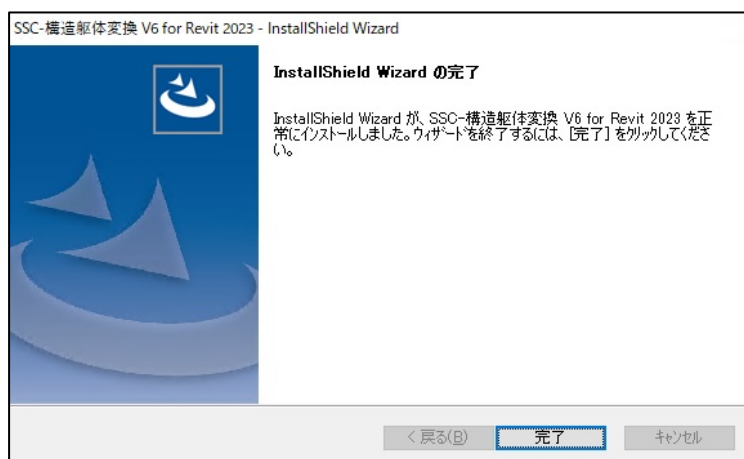 SSC-構造躯体変換 V6 for Revit 2023 - InstallShield Wizard
InstallShield Wizard の完了
InstallShield Wizard が、SSC-構造躯体変換 V6 for Revit 2023 を正
常にインストールしました。ウィザードを終了するには、[完了] をクリックしてくださ
い。
< 戻る(B)
完了
キャンセル